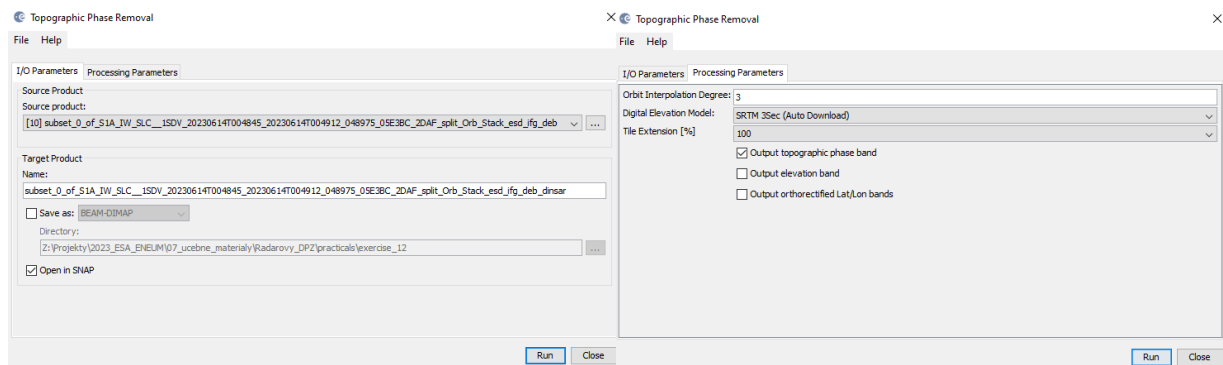 Topographic Phase Removal
File Help
I/O Parameters Processing Parameters
Source Product
Source product:
[10] subset_0_of_S1A_IW_SLC__1SDV_20230614T004845_20230614T004912_048975_05E3BC_2DAF_split_Orb_Stack_esd_ifg_deb ...
Target Product
Name:
subset_0_of_S1A_IW_SLC__1SDV_20230614T004845_20230614T004912_048975_05E3BC_2DAF_split_Orb_Stack_esd_ifg_deb_dinsar
Save as: BEAM-DIMAP
Directory:
Z:\Projekty\2023_ESA_ENEUM\07_ucebne_materialy\Radarovy_DPZ\practicals\exercise_12 ...
Open in SNAP
Run Close
Topographic Phase Removal
File Help
I/O Parameters Processing Parameters
Orbit Interpolation Degree: 3
Digital Elevation Model: SRTM 3Sec (Auto Download)
Tile Extension [%] 100
Output topographic phase band
Output elevation band
Output orthorectified Lat/Lon bands
Run Close